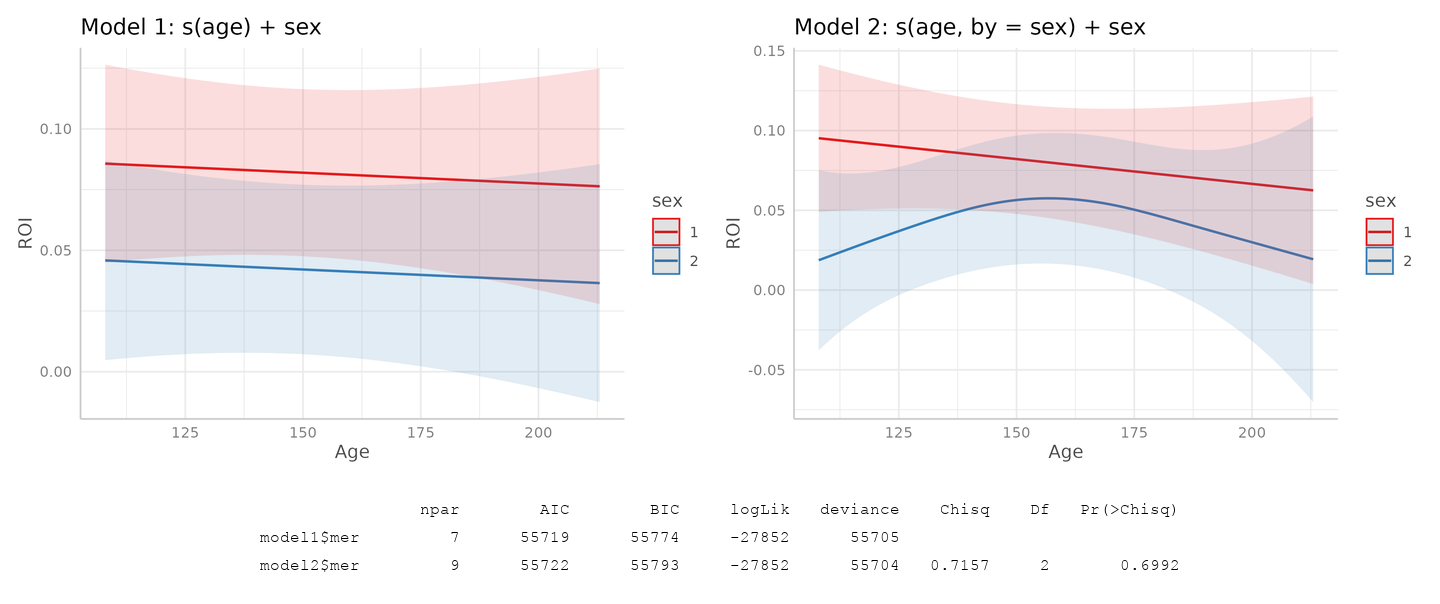 Model 1: s(age) + sex
0.10
0.05
0.00
ROI
125 150 175 200
Age
sex
1
2
Model 2: s(age, by = sex) + sex
0.15
0.10
0.05
0.00
-0.05
ROI
125 150 175 200
Age
sex
1
2
npar AIC BIC logLik deviance Chisq Df Pr(>Chisq)
model1$mer 7 55719 55774 -27852 55705
model2$mer 9 55722 55793 -27852 55704 0.7157 2 0.6992